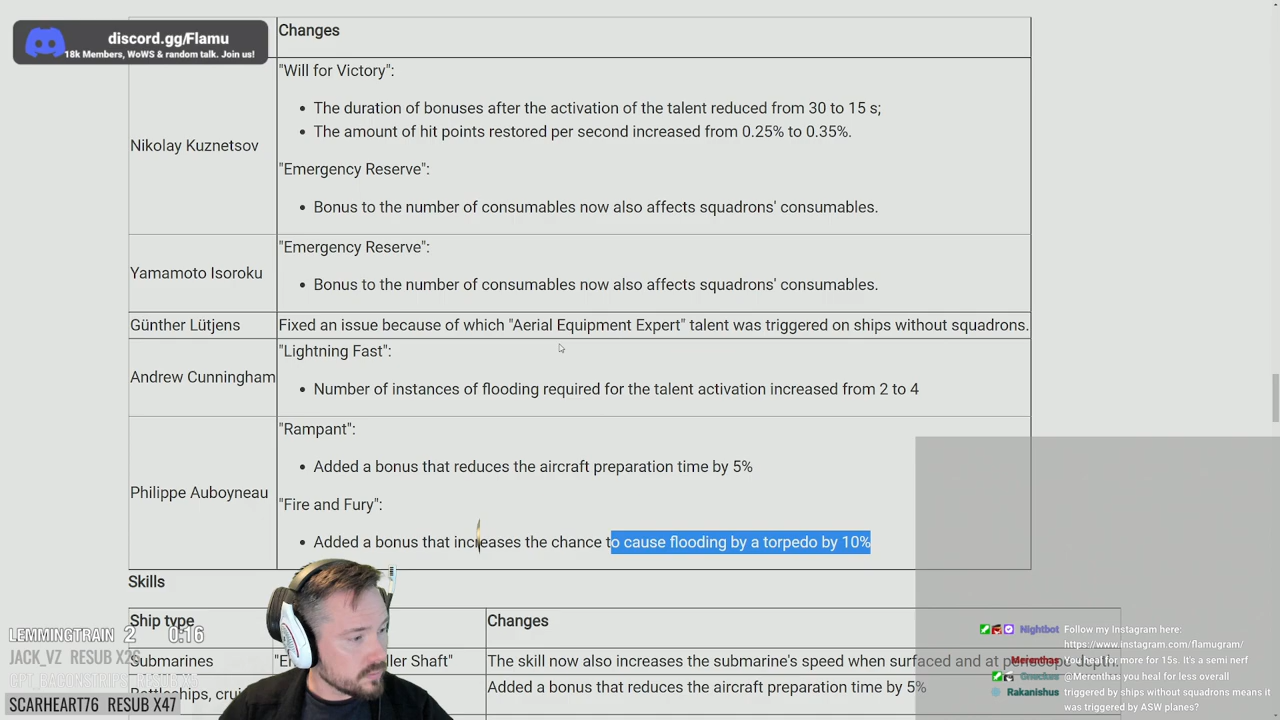 discord.gg/Flamu
18k Members, WoWS & random talk. Join us!
Changes
Nikolay Kuznetsov
"Will for Victory":
• The duration of bonuses after the activation of the talent reduced from 30 to 15 s;
• The amount of hit points restored per second increased from 0.25% to 0.35%.
"Emergency Reserve":
• Bonus to the number of consumables now also affects squadrons' consumables.
Yamamoto Isoroku
"Emergency Reserve":
• Bonus to the number of consumables now also affects squadrons' consumables.
Günther Lütjens
Fixed an issue because of which "Aerial Equipment Expert" talent was triggered on ships without squadrons.
Andrew Cunningham
"Lightning Fast":
• Number of instances of flooding required for the talent activation increased from 2 to 4
Philippe Auboyneau
"Rampant":
• Added a bonus that reduces the aircraft preparation time by 5%
"Fire and Fury":
• Added a bonus that increases the chance to cause flooding by a torpedo by 10%
Skills
Ship type
Changes
Submarines
The skill now also increases the submarine's speed when surfaced and at
Battleships,
Added a bonus that reduces the aircraft preparation time by 5%
LEMMINGTRAIN 2 0:16
JACK_VZ RESUB X26
SCARHEART76 RESUB X47
Nightbot Follow my Instagram here:
https://www.instagram.com/flamugram/
Merenthas You heal for more for 15s. It's a semi nerf
@Merenthas you heal for less overall
Rakanishus triggered by ships without squadrons means it
was triggered by ASW planes?